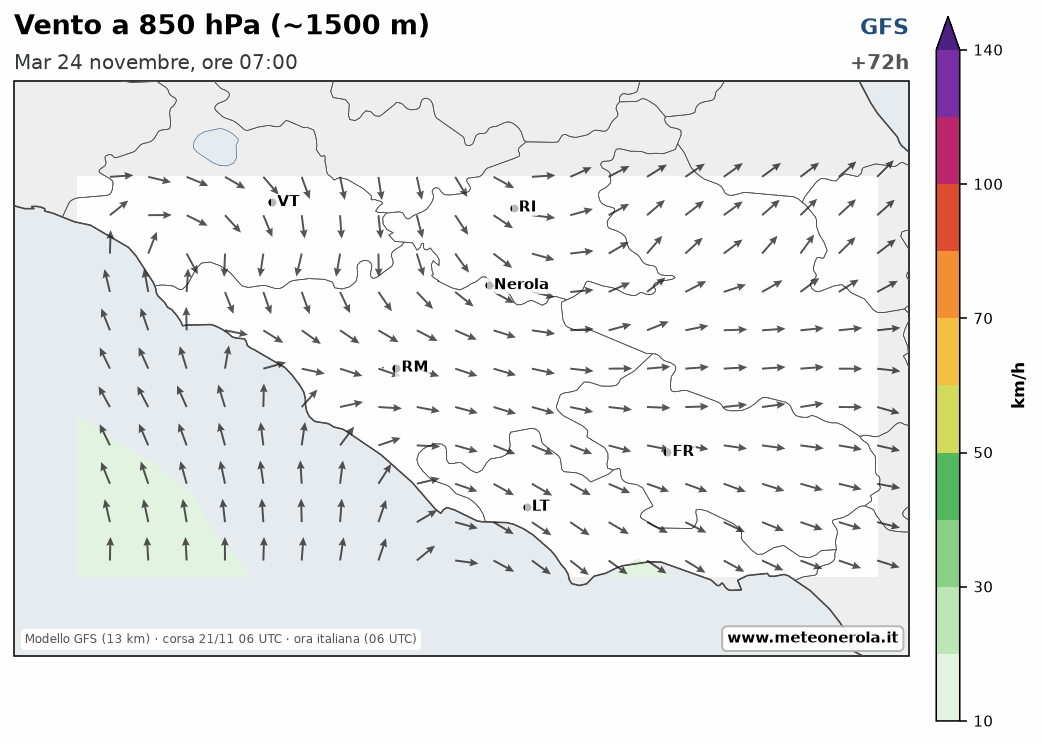 Vento a 850 hPa (~1500 m)
GFS
Mar 24 novembre, ore 07:00
+72h
VT
RI
Nerola
RM
FR
LT
140
100
70
50
30
10
km/h
Modello GFS (13 km) · corsa 21/11 06 UTC · ora italiana (06 UTC)
www.meteonerola.it